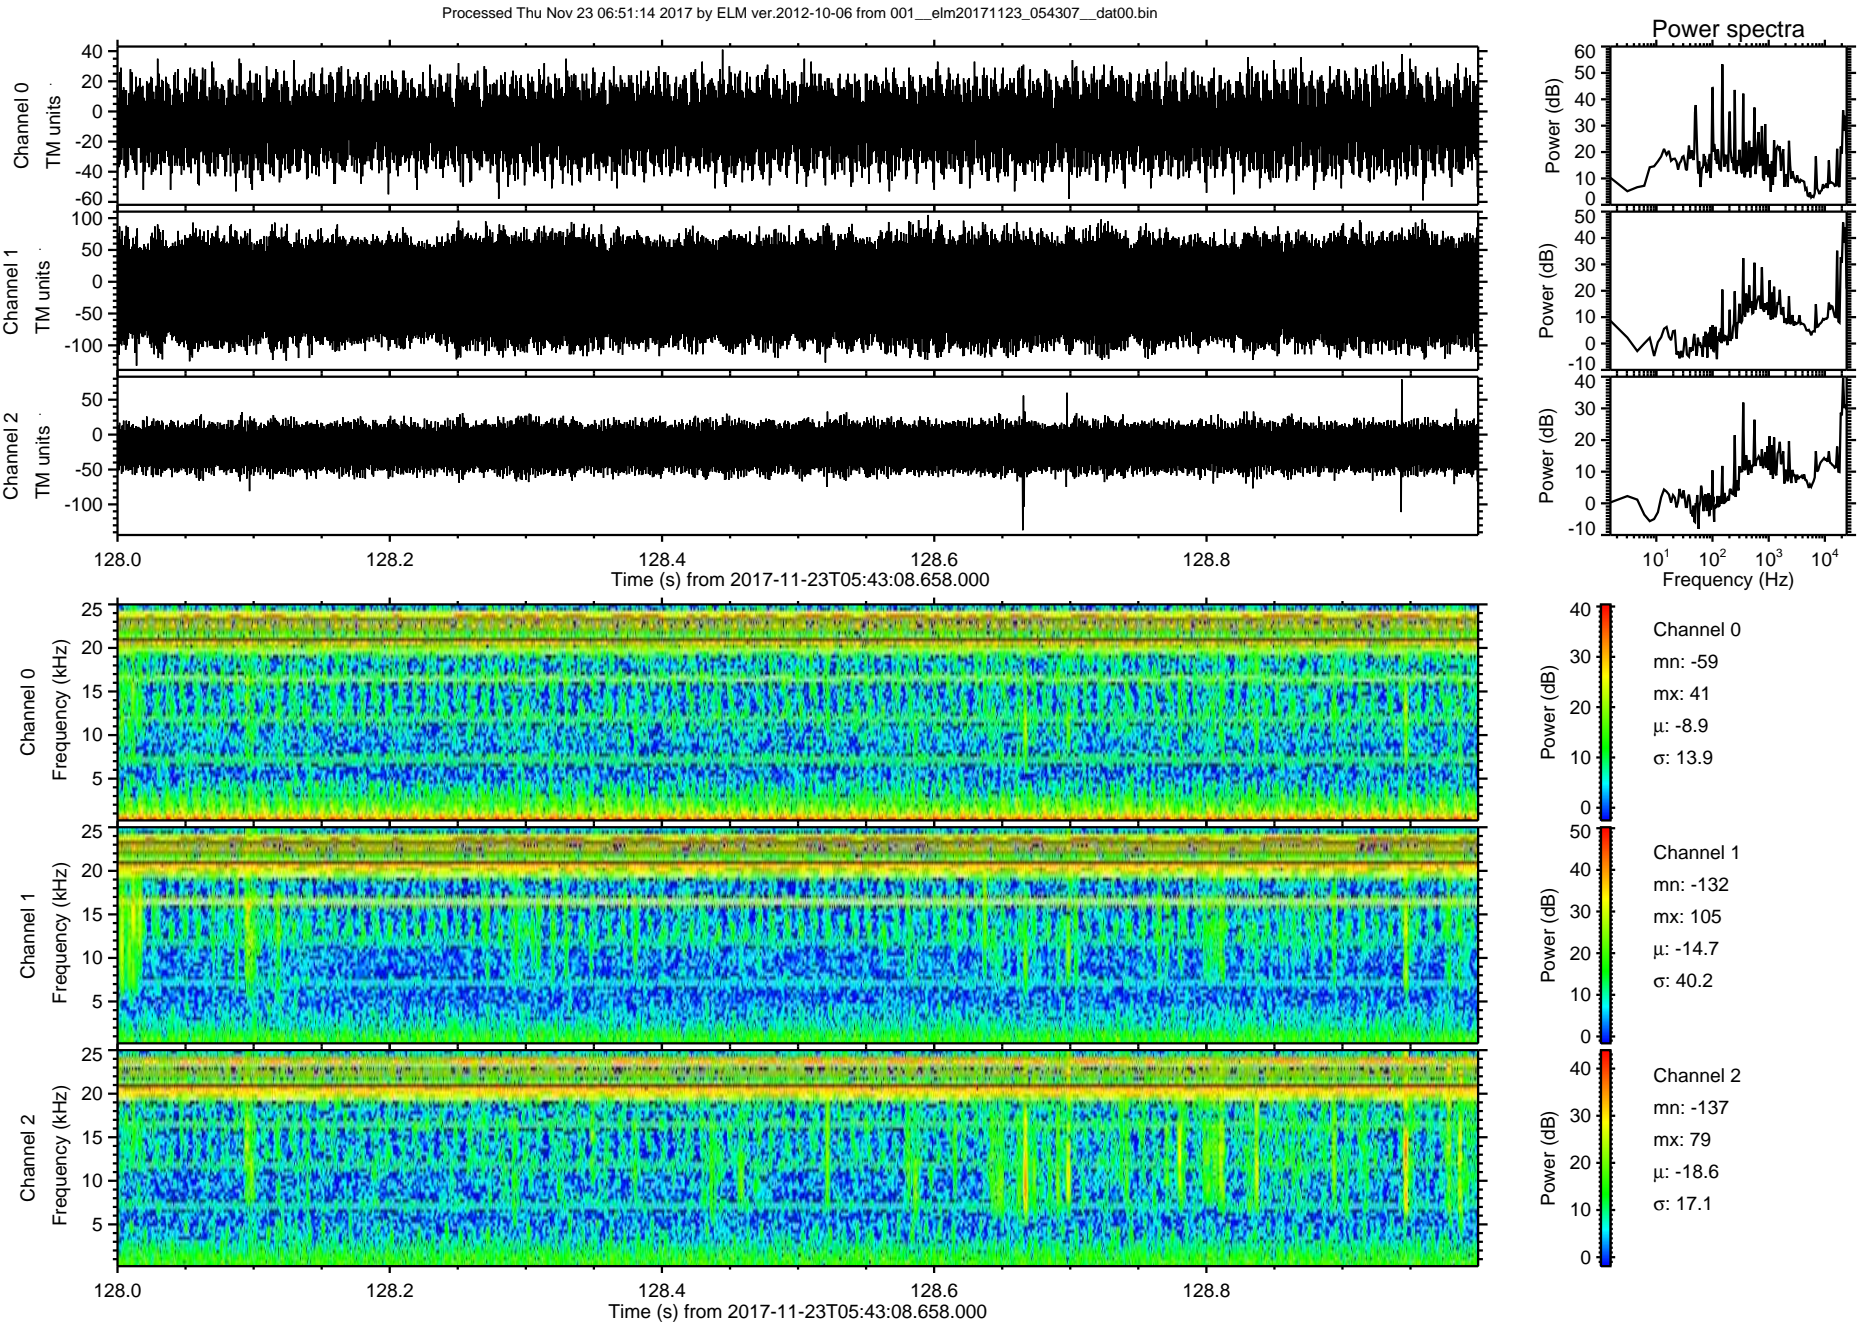 Processed Thu Nov 23 06:51:14 2017 by ELM ver.2012-10-06 from 001__elm20171123_054307__dat00.bin
Power spectra
Channel 0
TM units
40
20
0
-20
-40
-60
Power (dB)
60
50
40
30
20
10
0
Channel 1
TM units
100
50
0
-50
-100
Power (dB)
50
40
30
20
10
0
-10
Channel 2
TM units
50
0
-50
-100
Power (dB)
40
30
20
10
0
-10
128.0 128.2 128.4 128.6 128.8
Time (s) from 2017-11-23T05:43:08.658.000
10¹ 10² 10³ 10⁴
Frequency (Hz)
Channel 0
Frequency (kHz)
25
20
15
10
5
Power (dB)
40
30
20
10
0
Channel 0
mn: -59
mx: 41
μ: -8.9
σ: 13.9
Channel 1
Frequency (kHz)
25
20
15
10
5
Power (dB)
50
40
30
20
10
0
Channel 1
mn: -132
mx: 105
μ: -14.7
σ: 40.2
Channel 2
Frequency (kHz)
25
20
15
10
5
Power (dB)
40
30
20
10
0
Channel 2
mn: -137
mx: 79
μ: -18.6
σ: 17.1
128.0 128.2 128.4 128.6 128.8
Time (s) from 2017-11-23T05:43:08.658.000